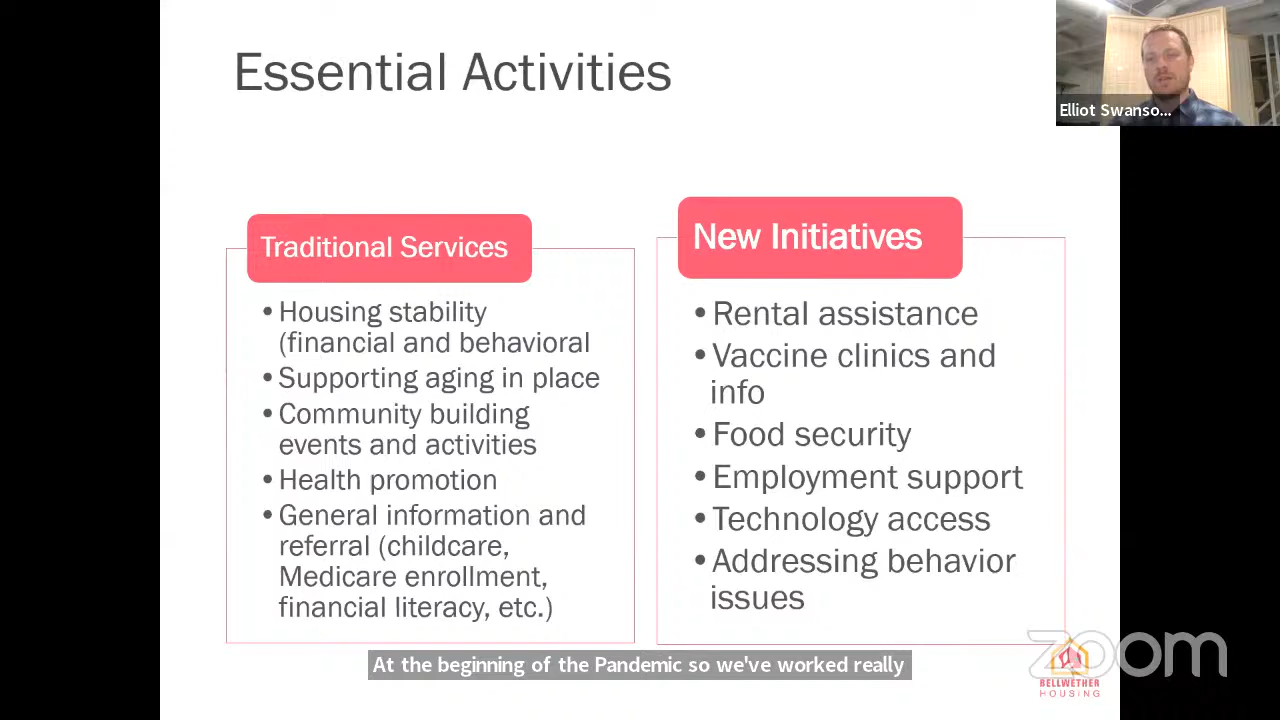 Essential Activities
Elliot Swanso...
Traditional Services
•Housing stability
(financial and behavioral
•Supporting aging in place
•Community building
events and activities
•Health promotion
•General information and
referral (childcare,
Medicare enrollment,
financial literacy, etc.)
New Initiatives
•Rental assistance
•Vaccine clinics and
info
•Food security
•Employment support
•Technology access
•Addressing behavior
issues
At the beginning of the Pandemic so we've worked really
zoom
BELLWETHER
HOUSING